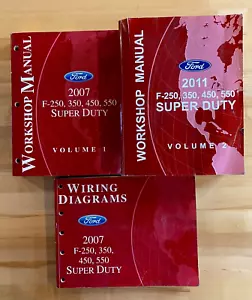 WORKSHOP MANUAL
Ford
2007
F-250, 350, 450, 550
SUPER DUTY
VOLUME 1
WORKSHOP MANUAL
Ford
2011
F-250, 350, 450, 550
SUPER DUTY
VOLUME 2
WIRING
DIAGRAMS
Ford
2007
F-250, 350,
450, 550
SUPER DUTY